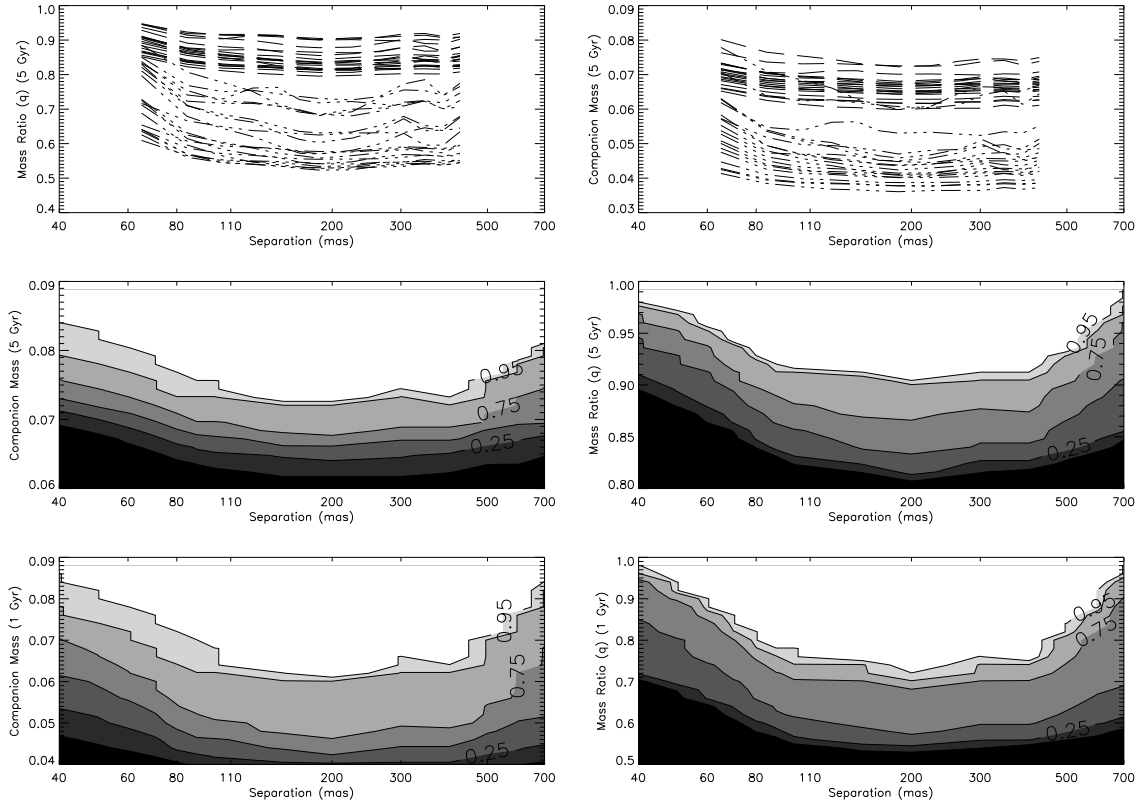 1.0
0.9
0.8
0.7
0.6
0.5
0.4
Mass Ratio (q) (5 Gyr)
40 60 80 110 200 300 500 700
Separation (mas)
0.09
0.08
0.07
0.06
0.05
0.04
0.03
Companion Mass (5 Gyr)
40 60 80 110 200 300 500 700
Separation (mas)
0.09
0.08
0.07
0.06
Companion Mass (5 Gyr)
0.95
0.75
0.25
40 60 80 110 200 300 500 700
Separation (mas)
1.00
0.95
0.90
0.85
0.80
Mass Ratio (q) (5 Gyr)
0.95
0.75
0.25
40 60 80 110 200 300 500 700
Separation (mas)
0.09
0.08
0.07
0.06
0.05
0.04
Companion Mass (1 Gyr)
0.95
0.75
0.25
40 60 80 110 200 300 500 700
Separation (mas)
1.0
0.9
0.8
0.7
0.6
0.5
Mass Ratio (q) (1 Gyr)
0.95
0.75
0.25
40 60 80 110 200 300 500 700
Separation (mas)